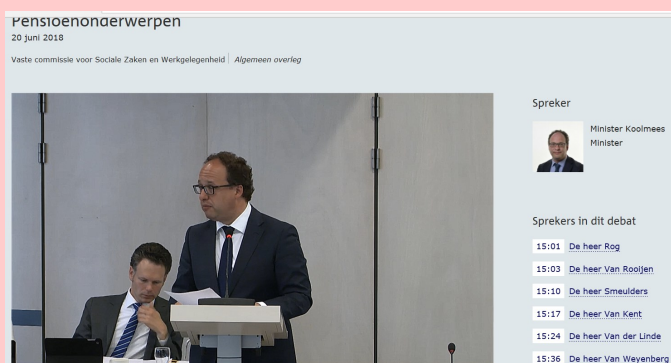 Pensioenonderwerpen
20 juni 2018
Vaste commissie voor Sociale Zaken en Werkgelegenheid | Algemeen overleg
Spreker
Minister Koolmees
Minister
Sprekers in dit debat
15:01 De heer Rog
15:03 De heer Van Rooijen
15:10 De heer Smeulders
15:17 De heer Van Kent
15:24 De heer Van der Linde
15:36 De heer Van Weyenberg